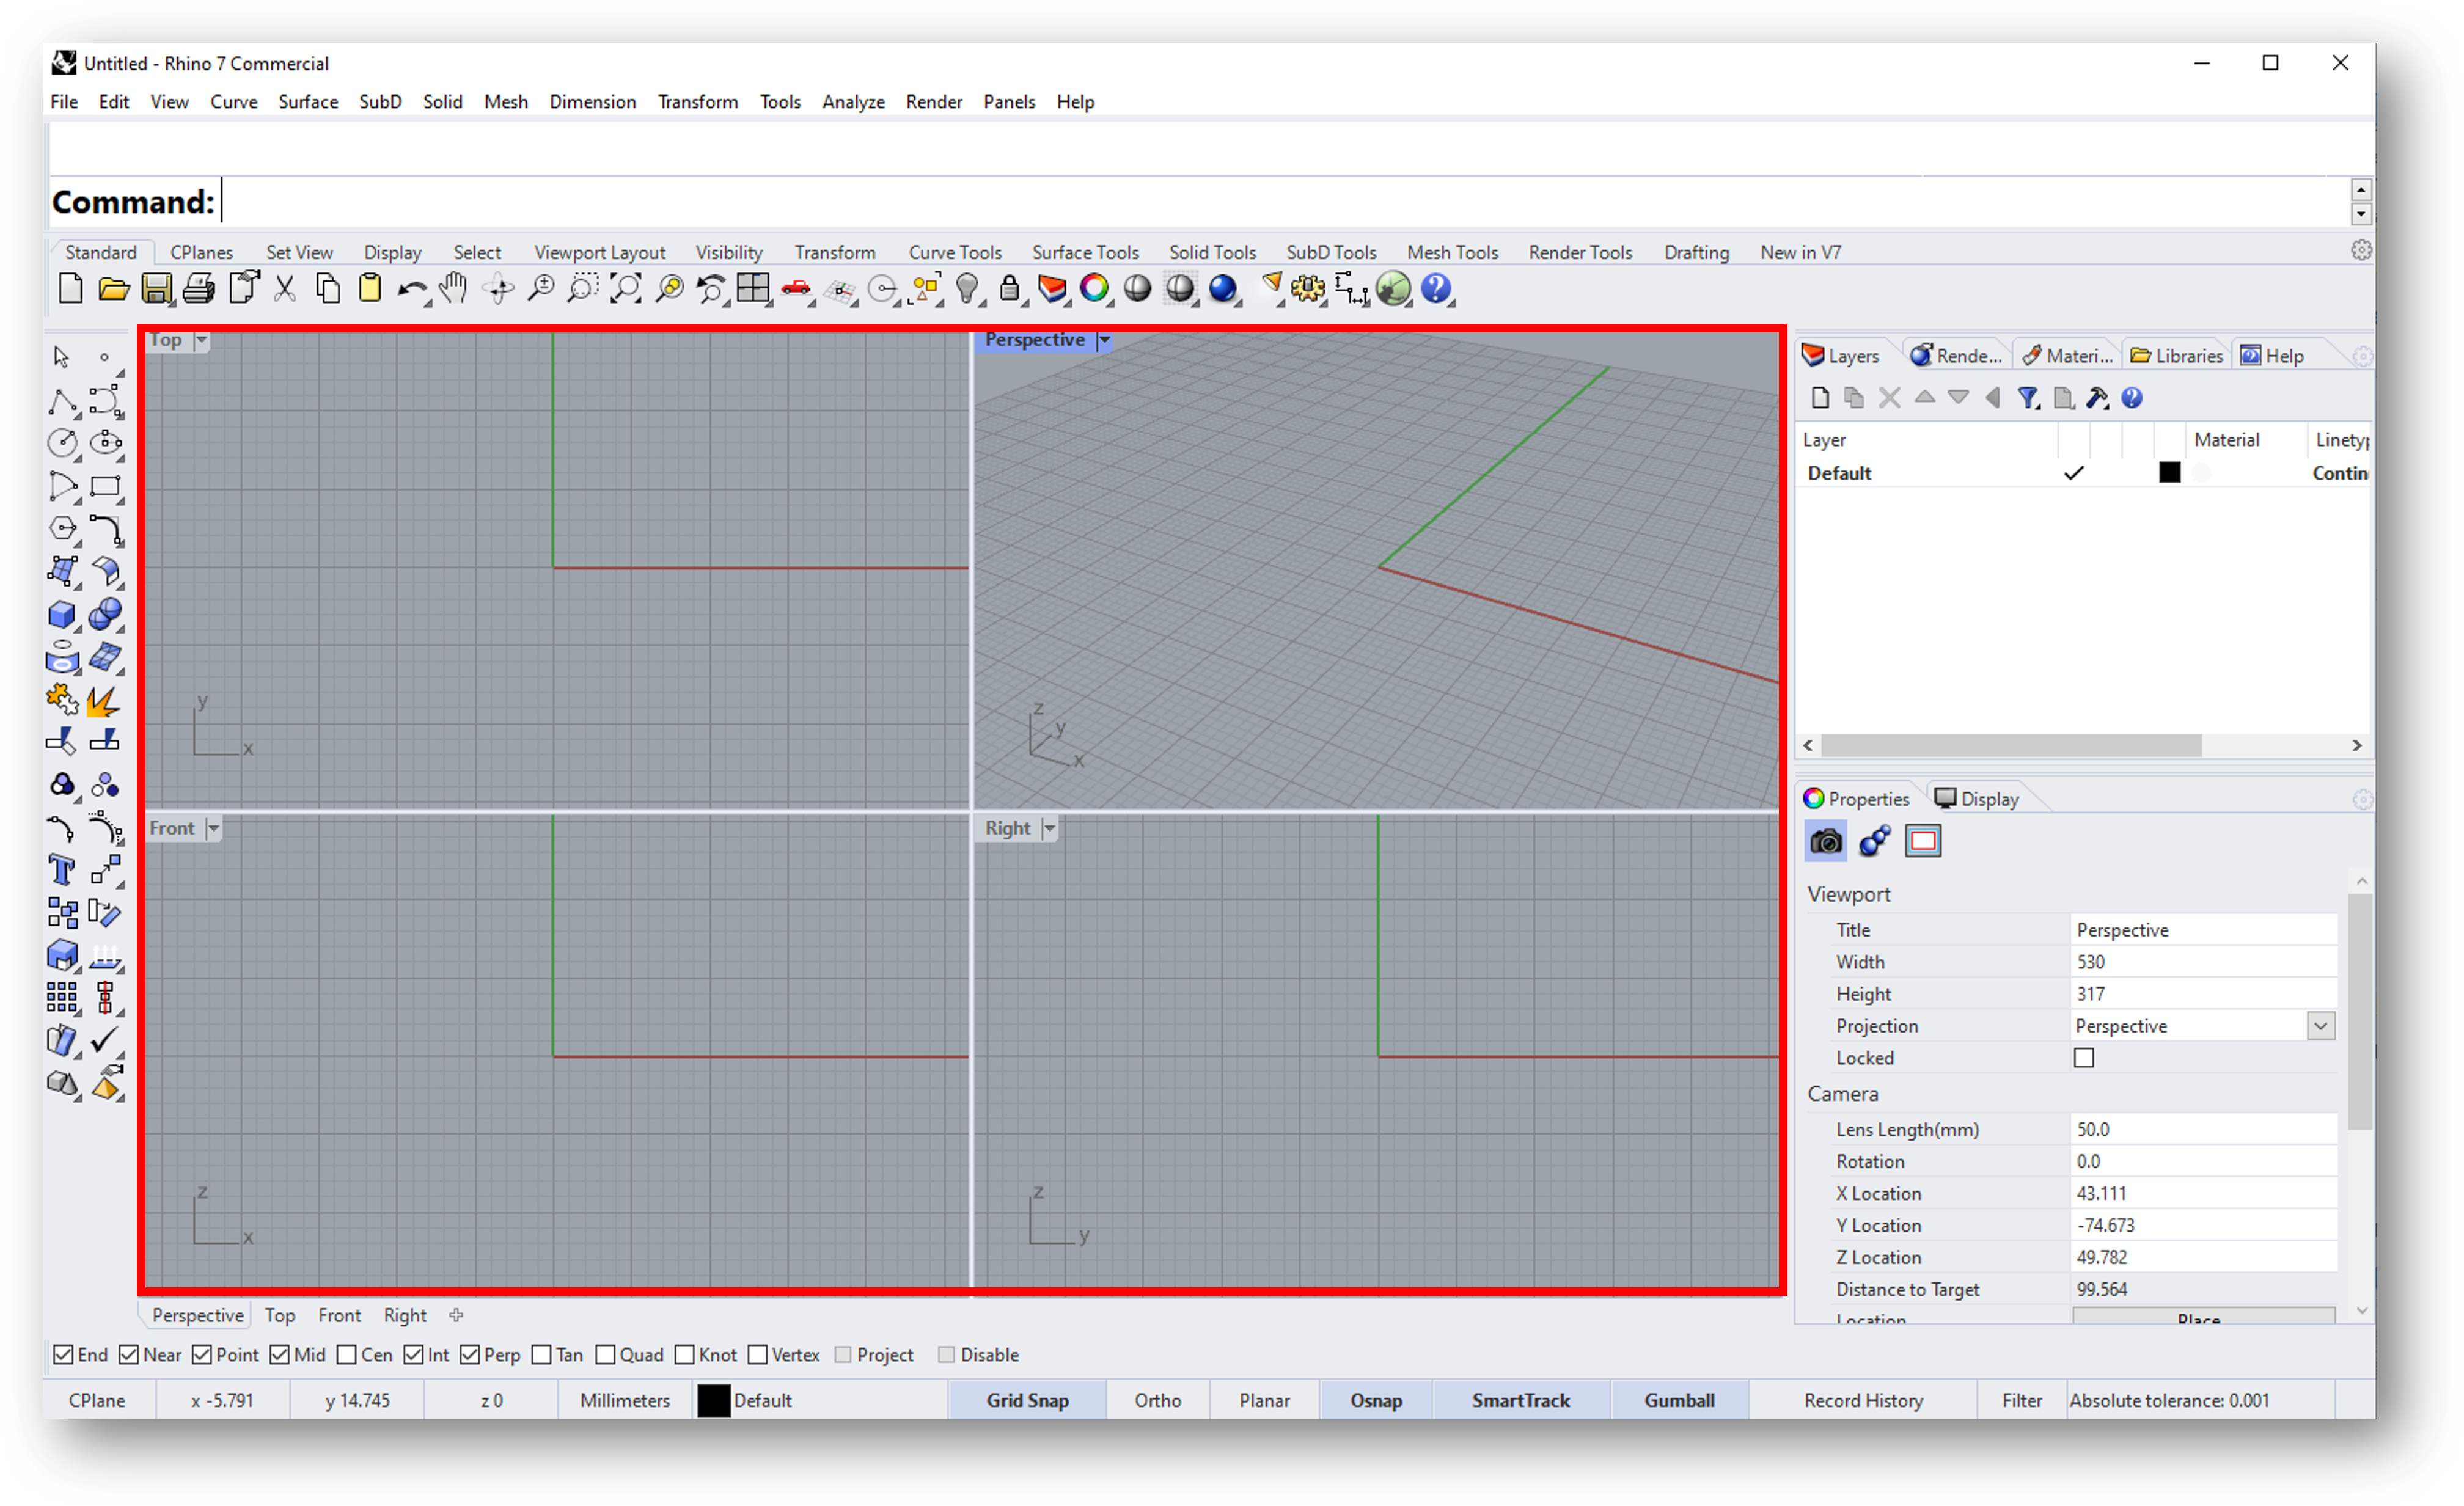 Untitled - Rhino 7 Commercial
File Edit View Curve Surface SubD Solid Mesh Dimension Transform Tools Analyze Render Panels Help
Command:
Standard CPlanes Set View Display Select Viewport Layout Visibility Transform Curve Tools Surface Tools Solid Tools SubD Tools Mesh Tools Render Tools Drafting New in V7
Top
y
x
Perspective
z
y
x
Front
z
x
Right
z
y
Layers Rende... Materi... Libraries Help
Layer Material Linetyp
Default Contin
Properties Display
Viewport
Title Perspective
Width 530
Height 317
Projection Perspective
Locked
Camera
Lens Length(mm) 50.0
Rotation 0.0
X Location 43.111
Y Location -74.673
Z Location 49.782
Distance to Target 99.564
Location Place
Perspective Top Front Right
End Near Point Mid Cen Int Perp Tan Quad Knot Vertex Project Disable
CPlane x -5.791 y 14.745 z 0 Millimeters Default Grid Snap Ortho Planar Osnap SmartTrack Gumball Record History Filter Absolute tolerance: 0.001